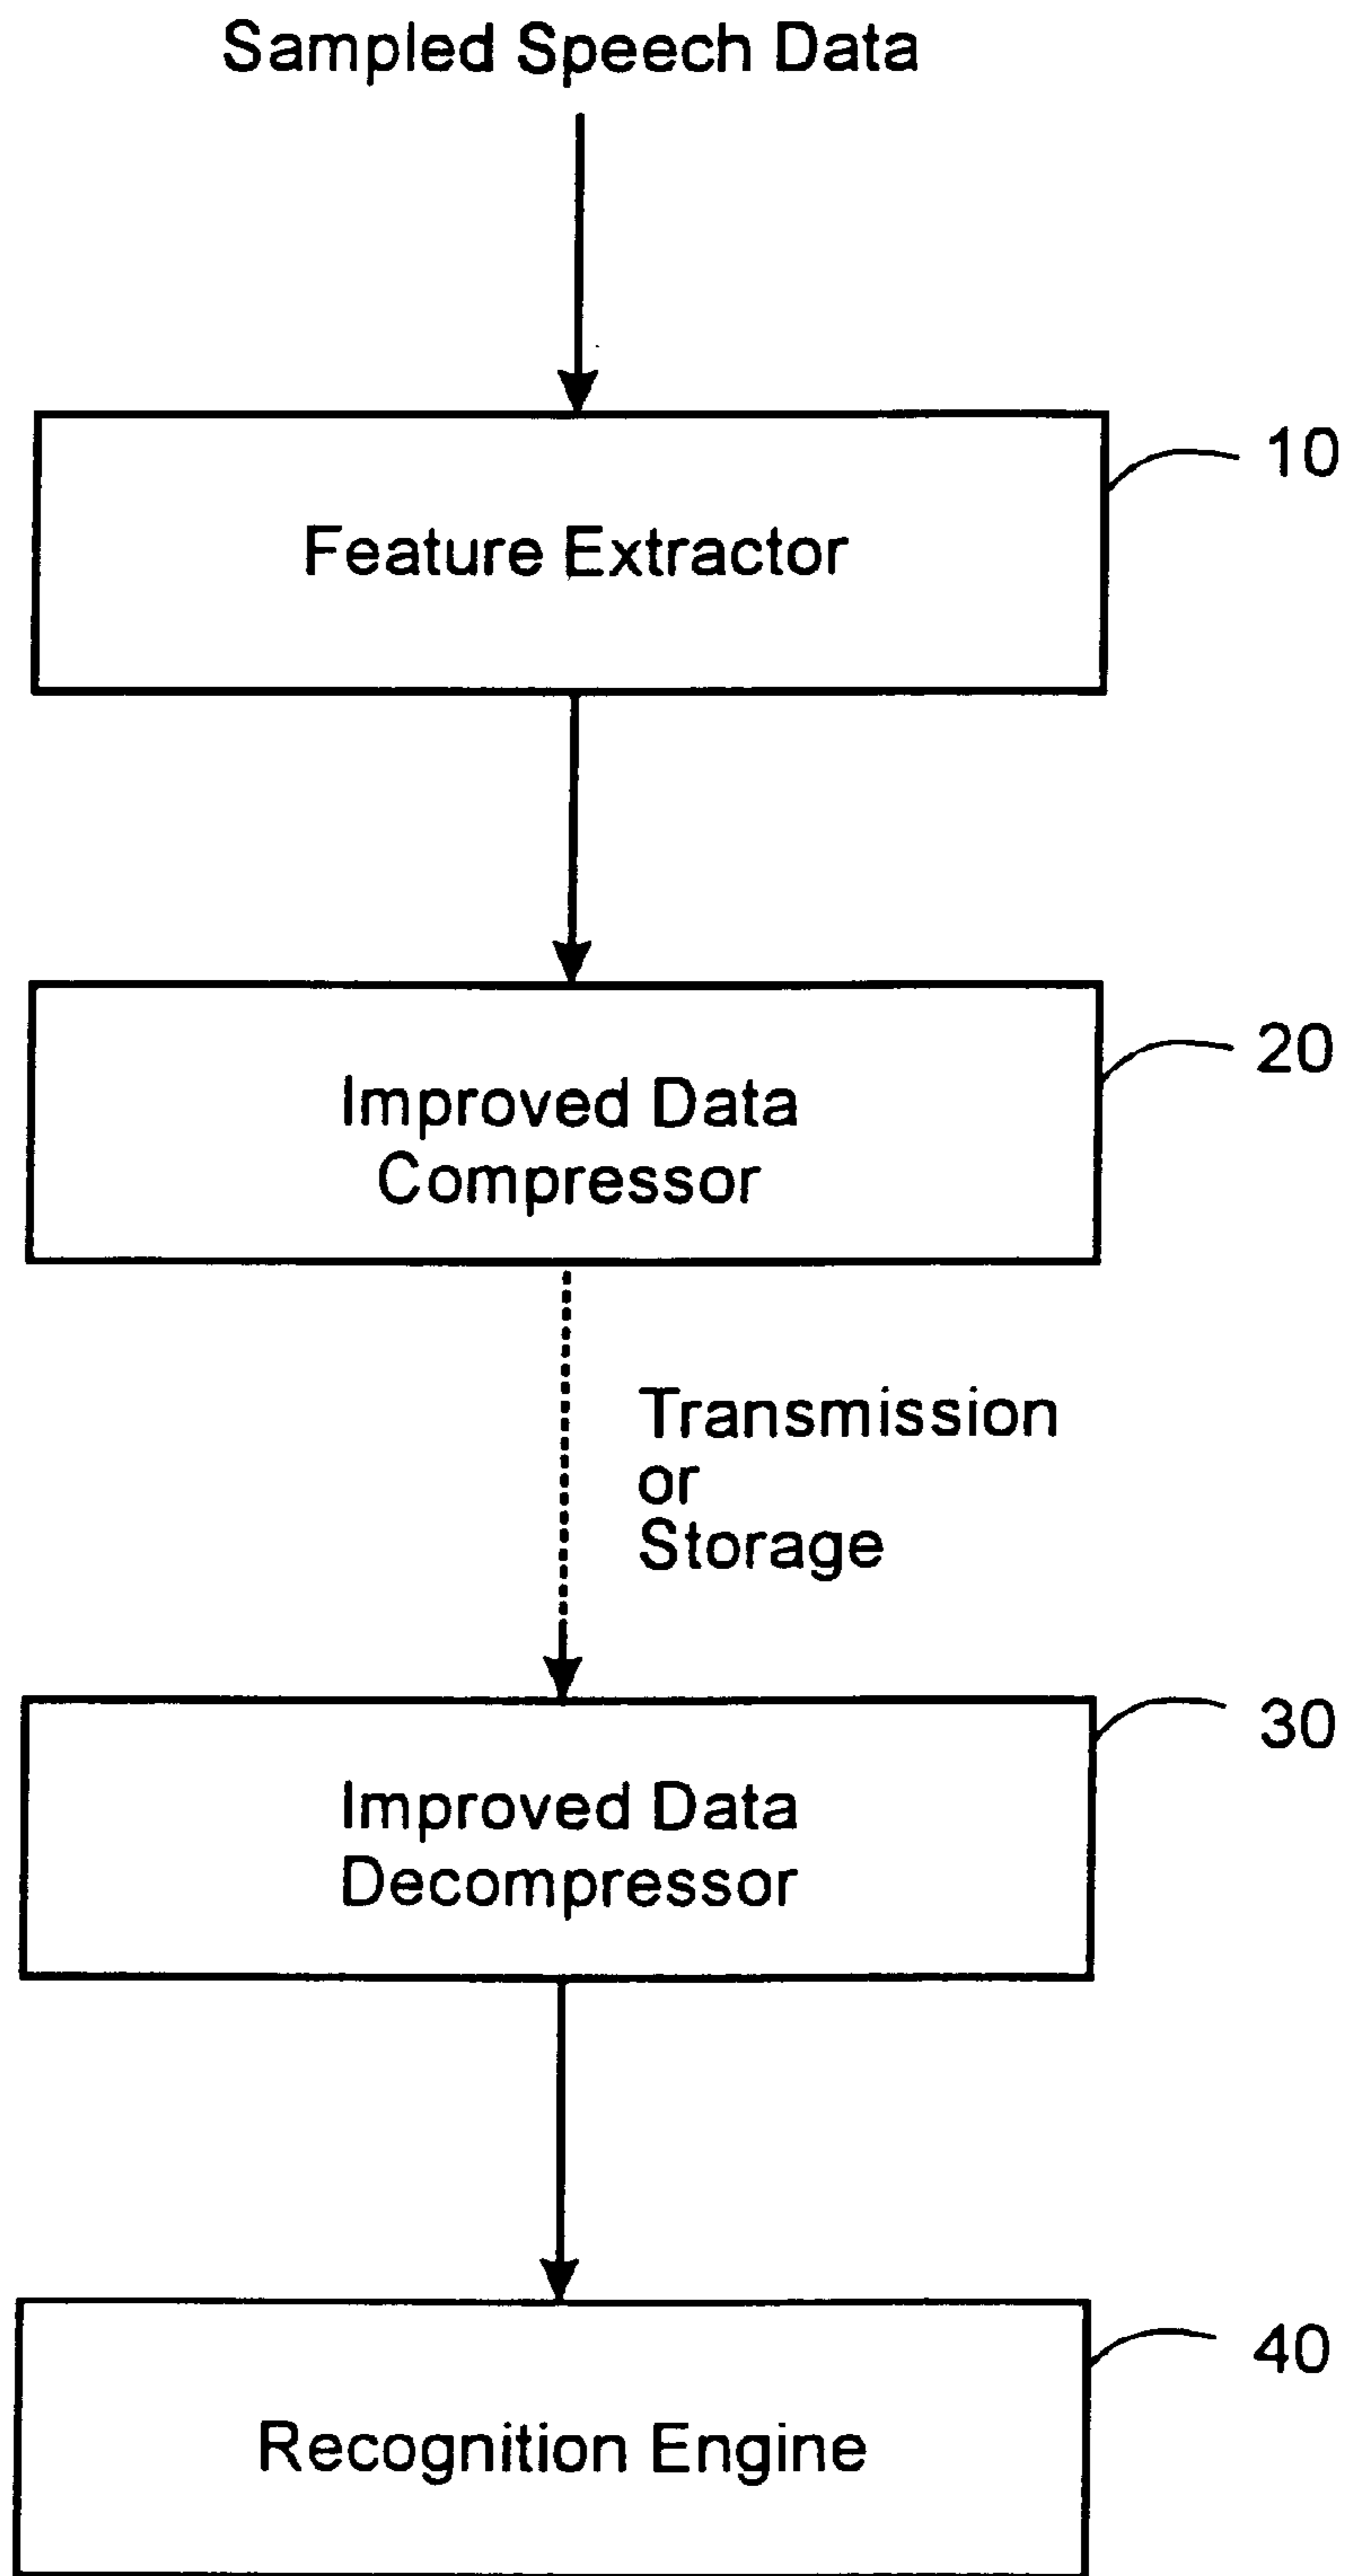 Sampled Speech Data
10
Feature Extractor
20
Improved Data
Compressor
Transmission
or
Storage
30
Improved Data
Decompressor
40
Recognition Engine